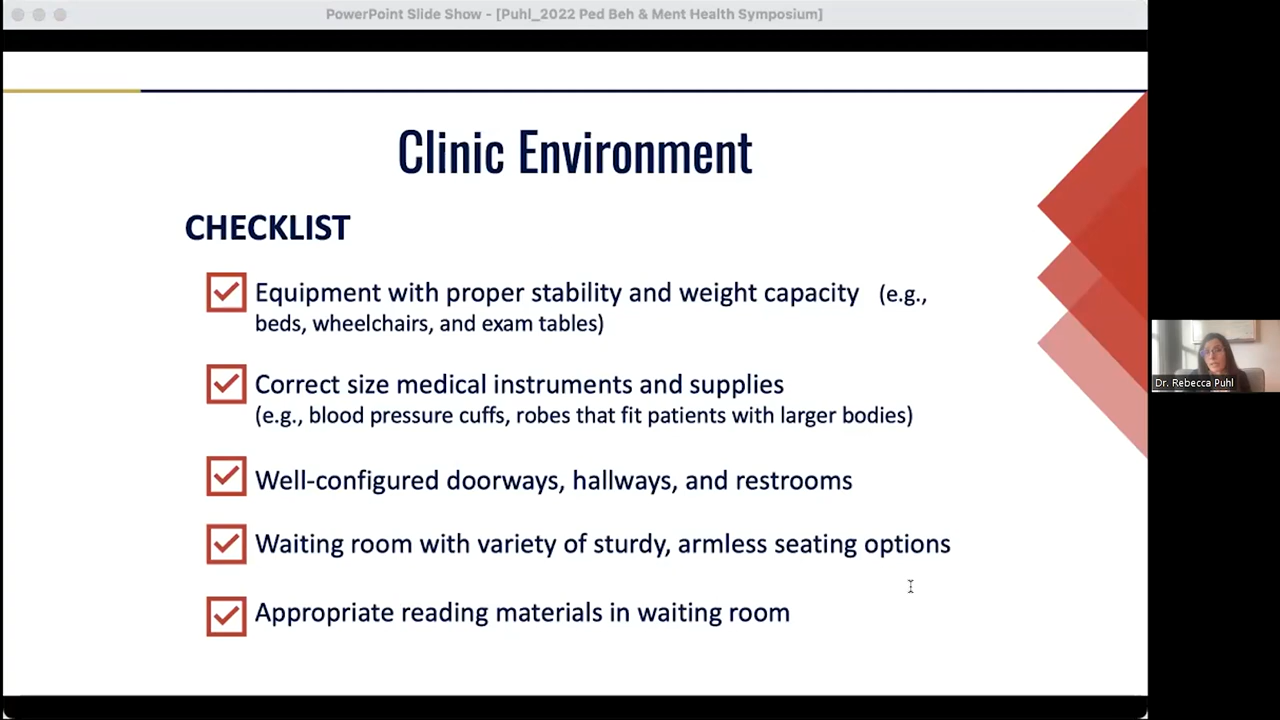 PowerPoint Slide Show - [Puhl_2022 Ped Beh & Ment Health Symposium]
Clinic Environment
CHECKLIST
Equipment with proper stability and weight capacity (e.g.,
beds, wheelchairs, and exam tables)
Correct size medical instruments and supplies
(e.g., blood pressure cuffs, robes that fit patients with larger bodies)
Well-configured doorways, hallways, and restrooms
Waiting room with variety of sturdy, armless seating options
Appropriate reading materials in waiting room
Dr. Rebecca Puhl